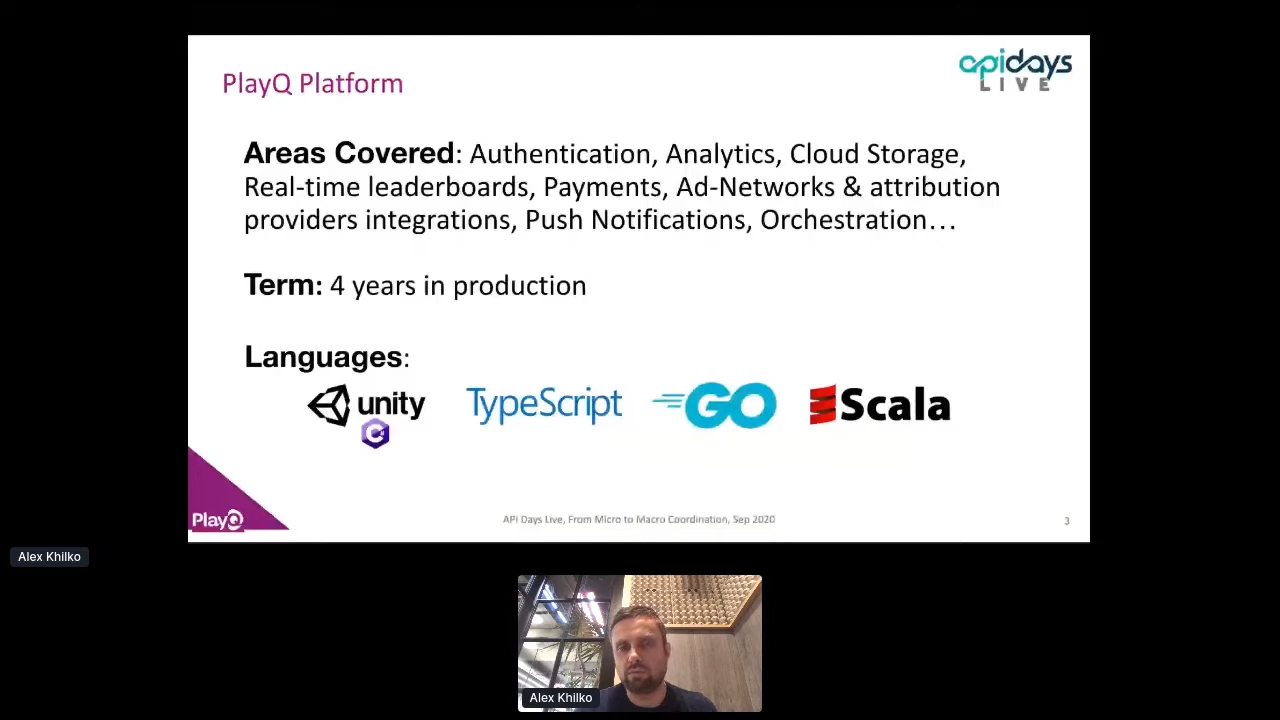 PlayQ Platform
apidays
LIVE
Areas Covered: Authentication, Analytics, Cloud Storage,
Real-time leaderboards, Payments, Ad-Networks & attribution
providers integrations, Push Notifications, Orchestration…
Term: 4 years in production
Languages:
unity
C#
TypeScript
GO
Scala
PlayQ
API Days Live, From Micro to Macro Coordination, Sep 2020
3
Alex Khilko
Alex Khilko